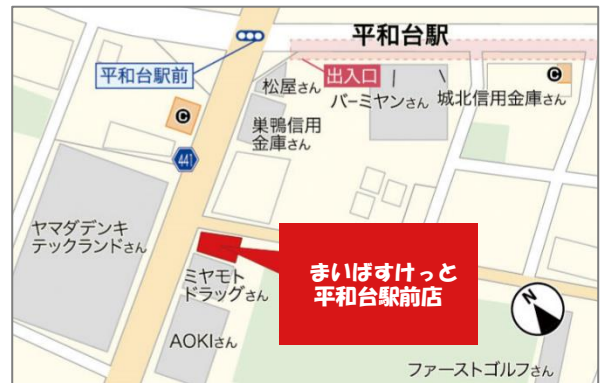 平和台駅
平和台駅前
出入口
松屋さん
バーミヤンさん
城北信用金庫さん
C
C
巣鴨信用
金庫さん
441
ヤマダデンキ
テックランドさん
まいばすけっと
平和台駅前店
ミヤモト
ドラッグさん
AOKIさん
N
ファーストゴルフさん